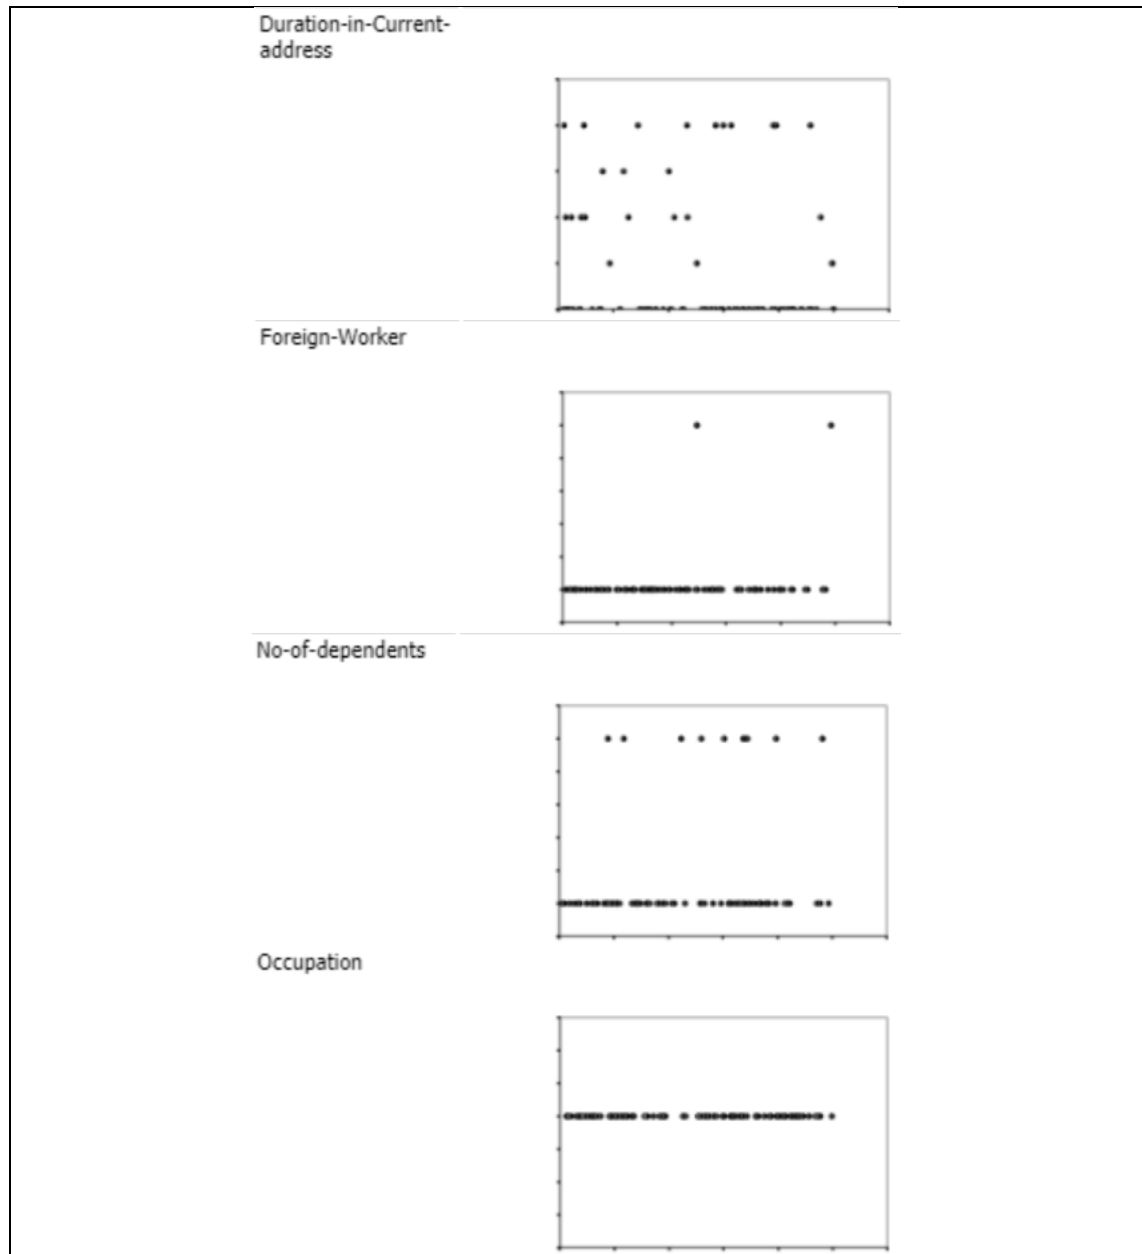 Duration-in-Current-
address
Foreign-Worker
No-of-dependents
Occupation